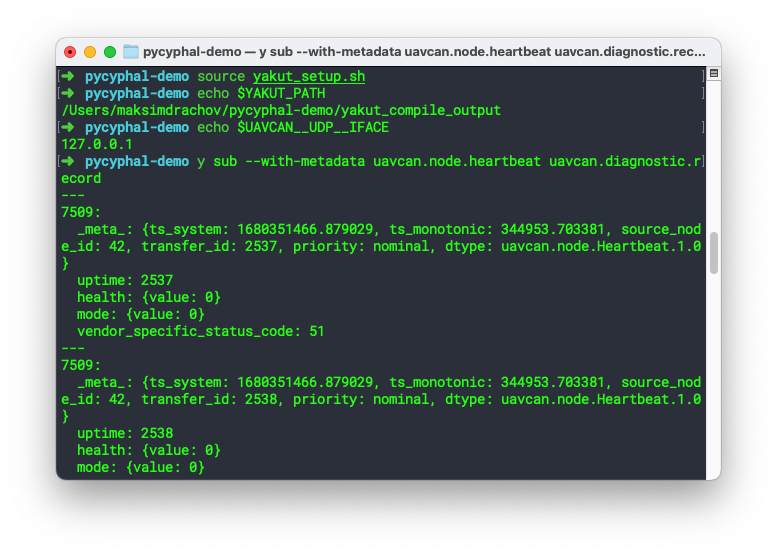 pycyphal-demo — y sub --with-metadata uavcan.node.heartbeat uavcan.diagnostic.rec...
[➜ pycyphal-demo source yakut_setup.sh ]
[➜ pycyphal-demo echo $YAKUT_PATH ]
/Users/maksimdrachov/pycyphal-demo/yakut_compile_output
[➜ pycyphal-demo echo $UAVCAN__UDP__IFACE ]
127.0.0.1
[➜ pycyphal-demo y sub --with-metadata uavcan.node.heartbeat uavcan.diagnostic.r]
ecord
---
7509:
  _meta_: {ts_system: 1680351466.879029, ts_monotonic: 344953.703381, source_nod
e_id: 42, transfer_id: 2537, priority: nominal, dtype: uavcan.node.Heartbeat.1.0
}
  uptime: 2537
  health: {value: 0}
  mode: {value: 0}
  vendor_specific_status_code: 51
---
7509:
  _meta_: {ts_system: 1680351466.879029, ts_monotonic: 344953.703381, source_nod
e_id: 42, transfer_id: 2538, priority: nominal, dtype: uavcan.node.Heartbeat.1.0
}
  uptime: 2538
  health: {value: 0}
  mode: {value: 0}